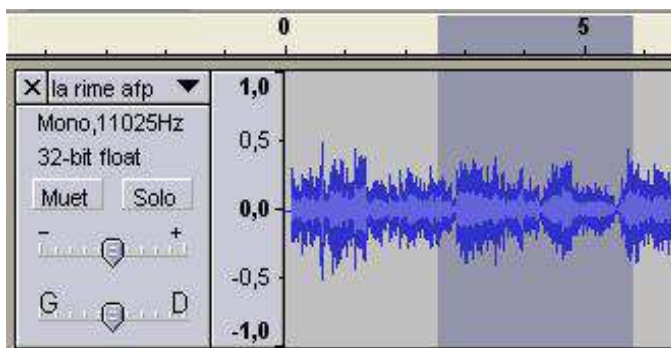 0 5
la rime afp
Mono,11025Hz
32-bit float
Muet Solo
- +
G D
1,0
0,5
0,0
-0,5
-1,0